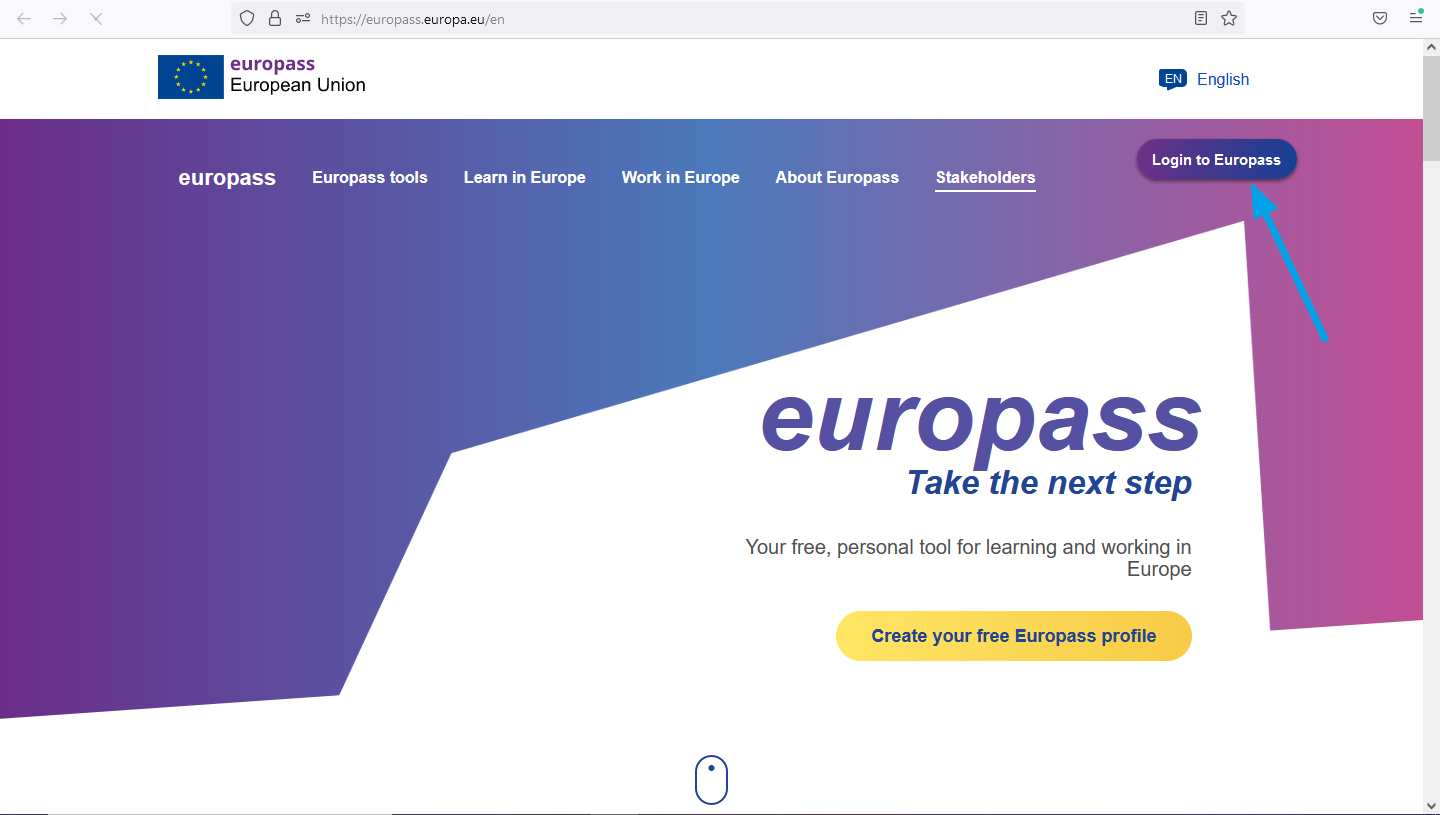 https://europass.europa.eu/en
europass
European Union
EN English
europass Europass tools Learn in Europe Work in Europe About Europass Stakeholders Login to Europass
europass
Take the next step
Your free, personal tool for learning and working in
Europe
Create your free Europass profile